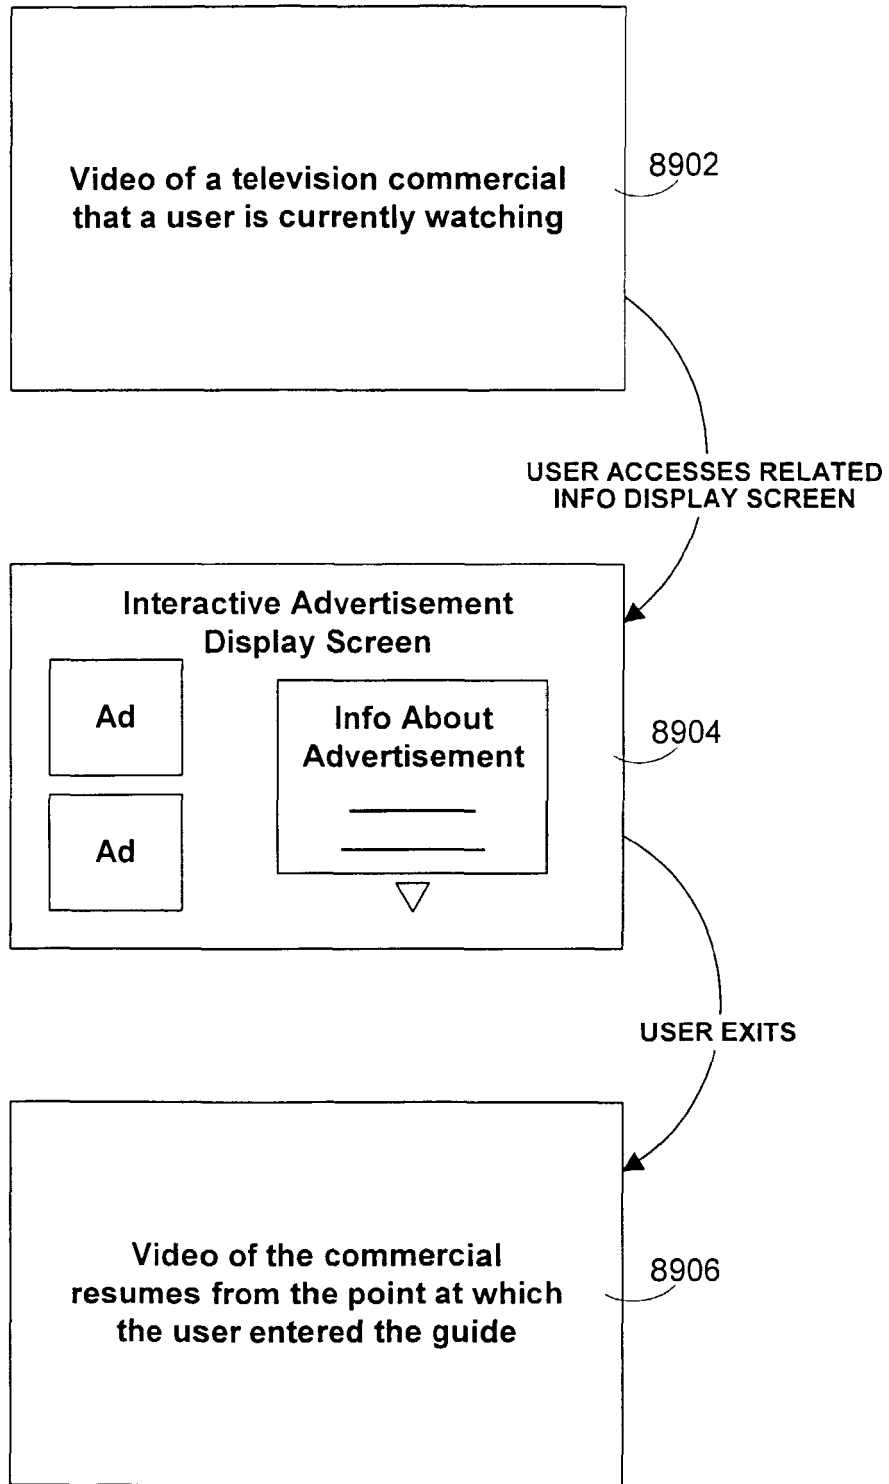 Video of a television commercial
that a user is currently watching
8902
USER ACCESSES RELATED
INFO DISPLAY SCREEN
Interactive Advertisement
Display Screen
Ad
Info About
Advertisement
8904
Ad
USER EXITS
Video of the commercial
resumes from the point at which
the user entered the guide
8906